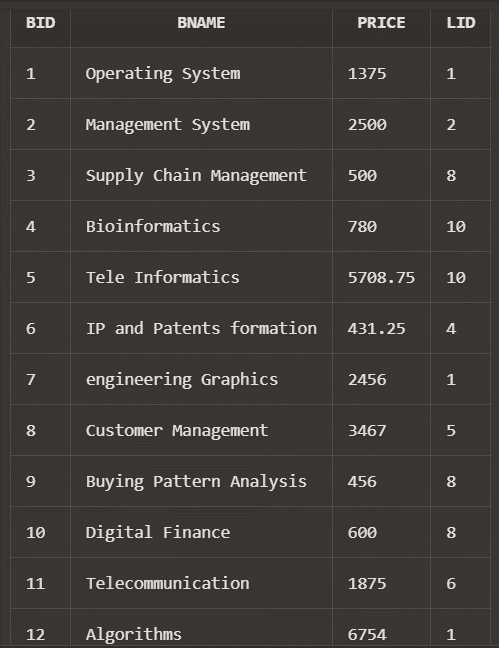 BID BNAME PRICE LID
1 Operating System 1375 1
2 Management System 2500 2
3 Supply Chain Management 500 8
4 Bioinformatics 780 10
5 Tele Informatics 5708.75 10
6 IP and Patents formation 431.25 4
7 engineering Graphics 2456 1
8 Customer Management 3467 5
9 Buying Pattern Analysis 456 8
10 Digital Finance 600 8
11 Telecommunication 1875 6
12 Algorithms 6754 1